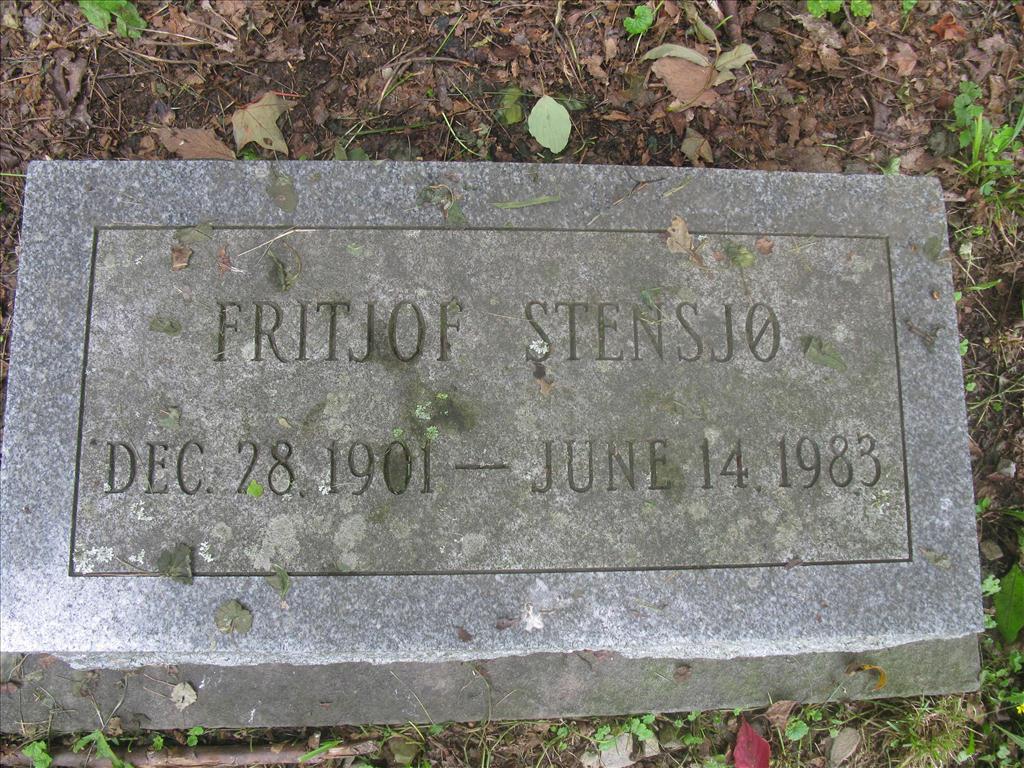 FRITJOF STENSJØ
DEC. 28, 1901 — JUNE 14, 1983